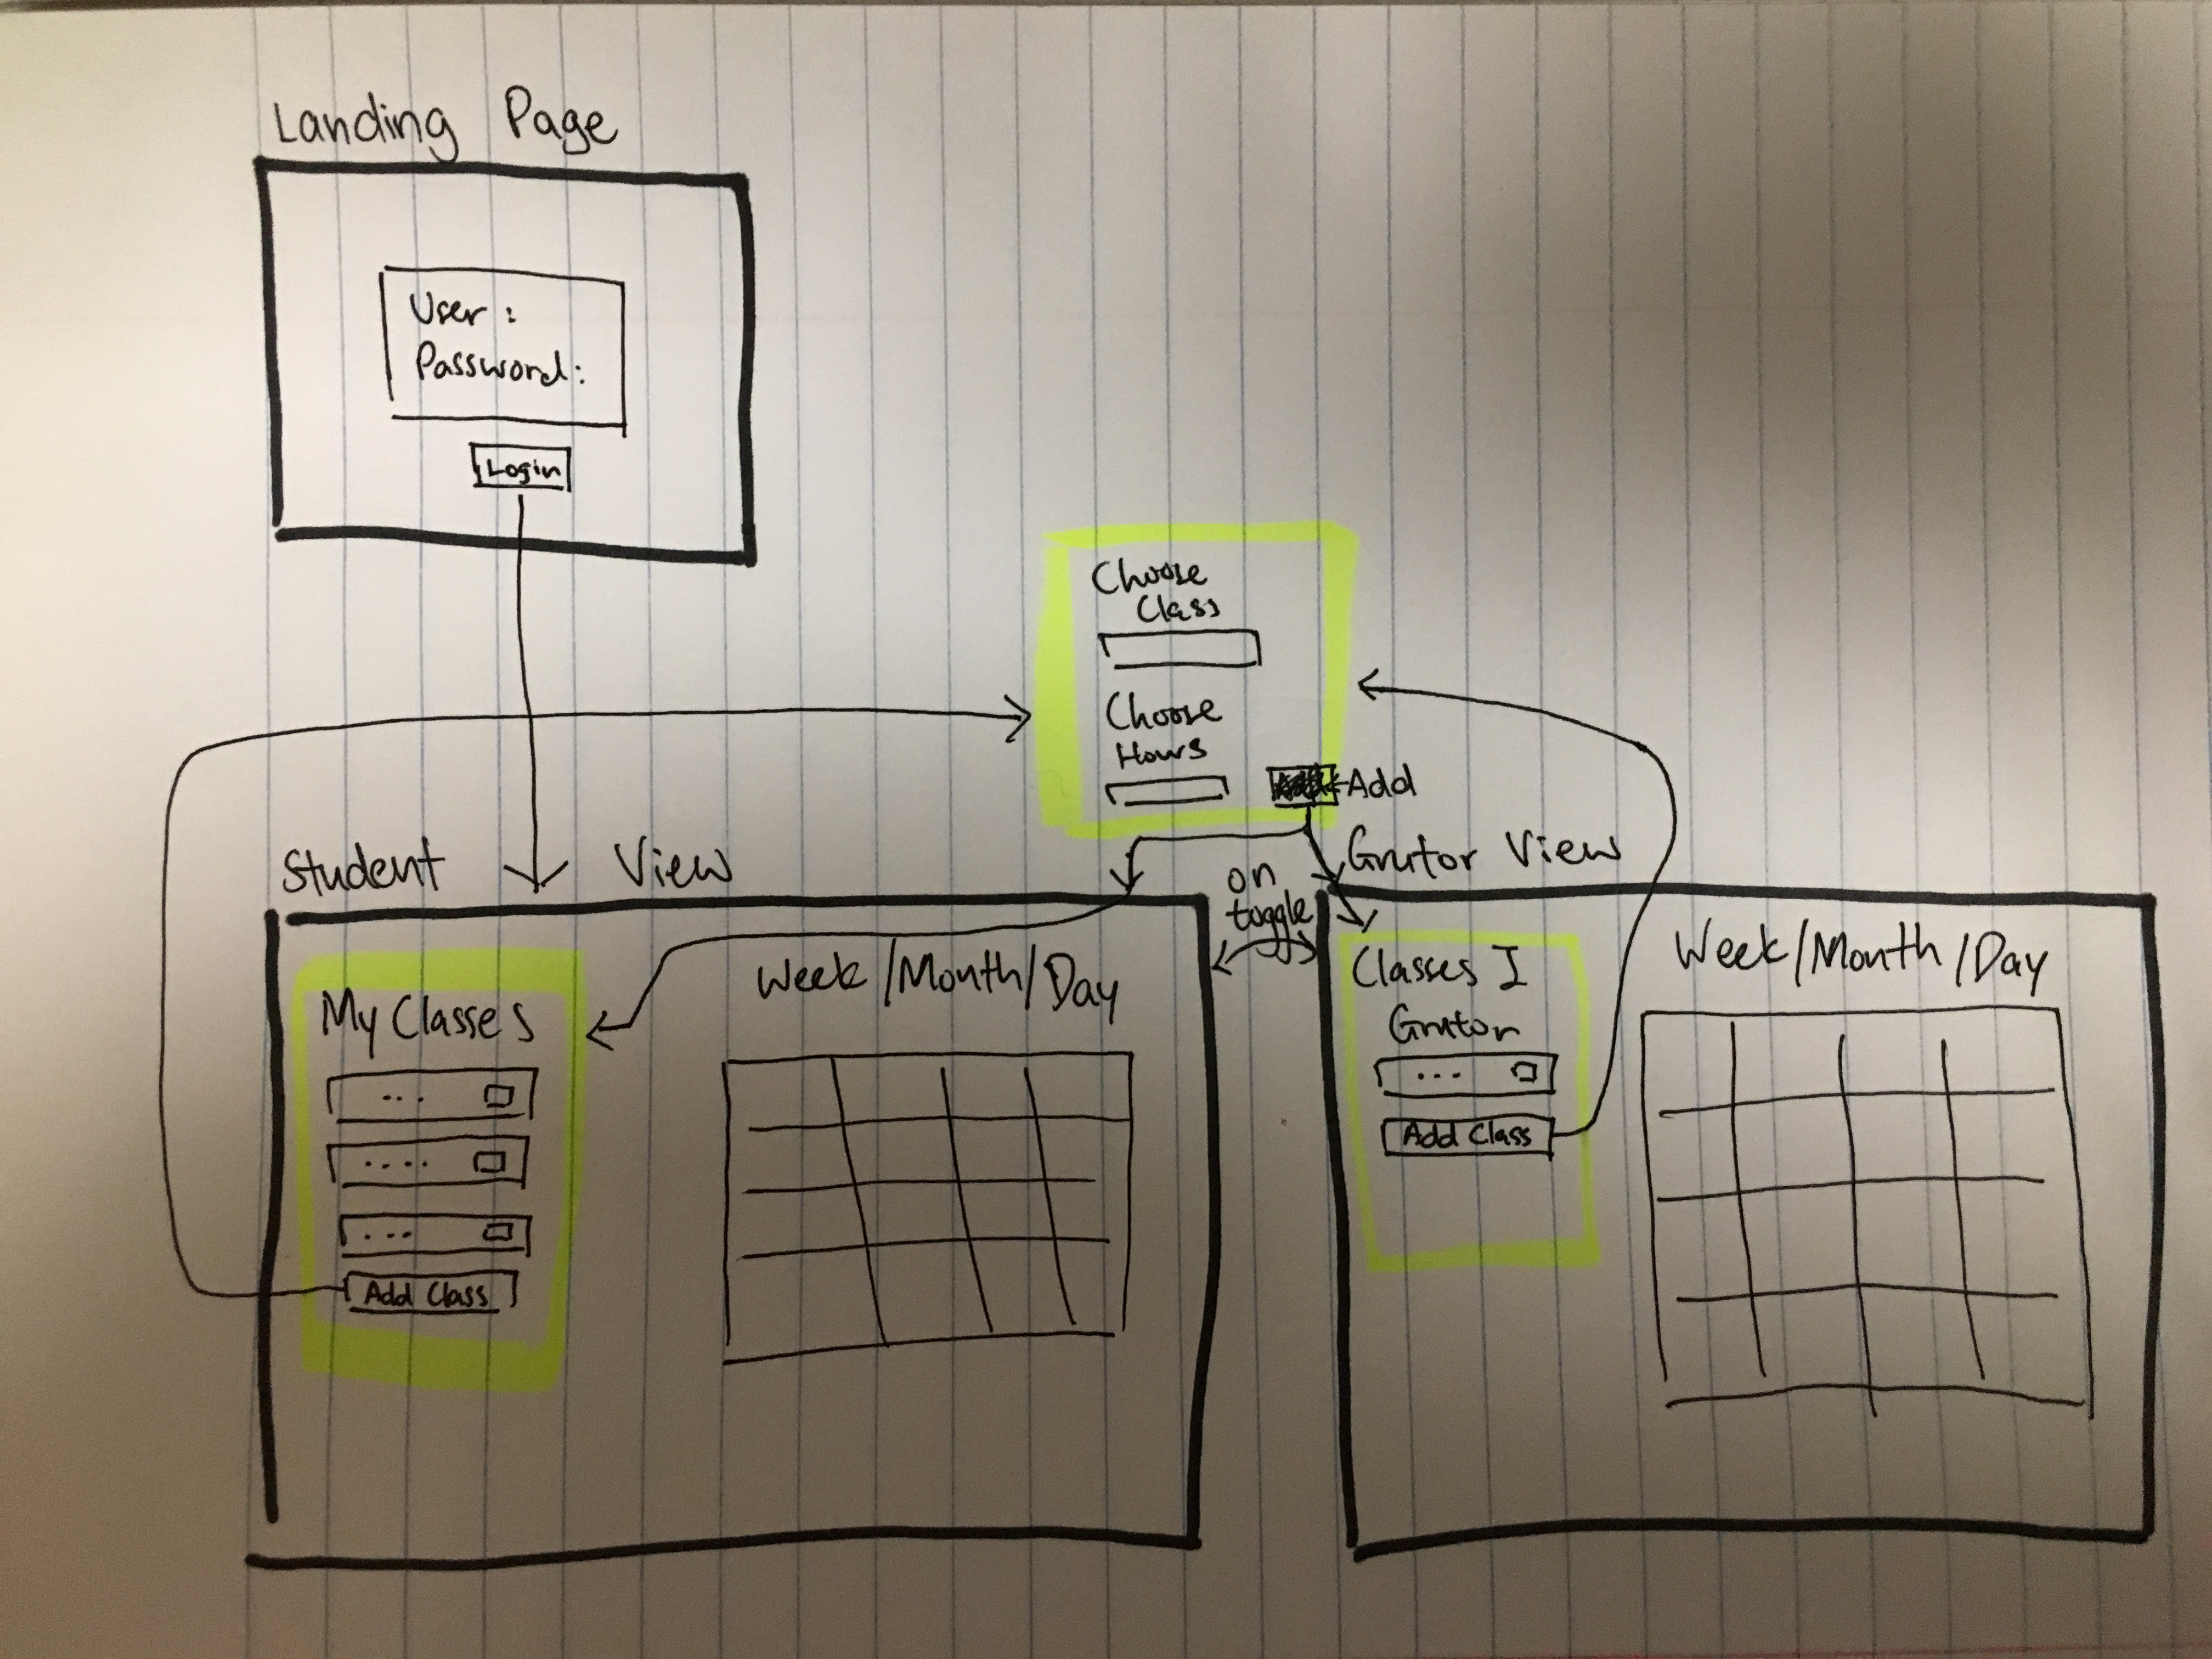 Landing Page
User :
Password:
Login
Choose
Class
Choose
Hours
Add
Student View
on
toggle
Grutor View
My Classes
...
....
...
Add Class
Week/Month/Day
Classes I
Grutor
...
Add Class
Week/Month/Day